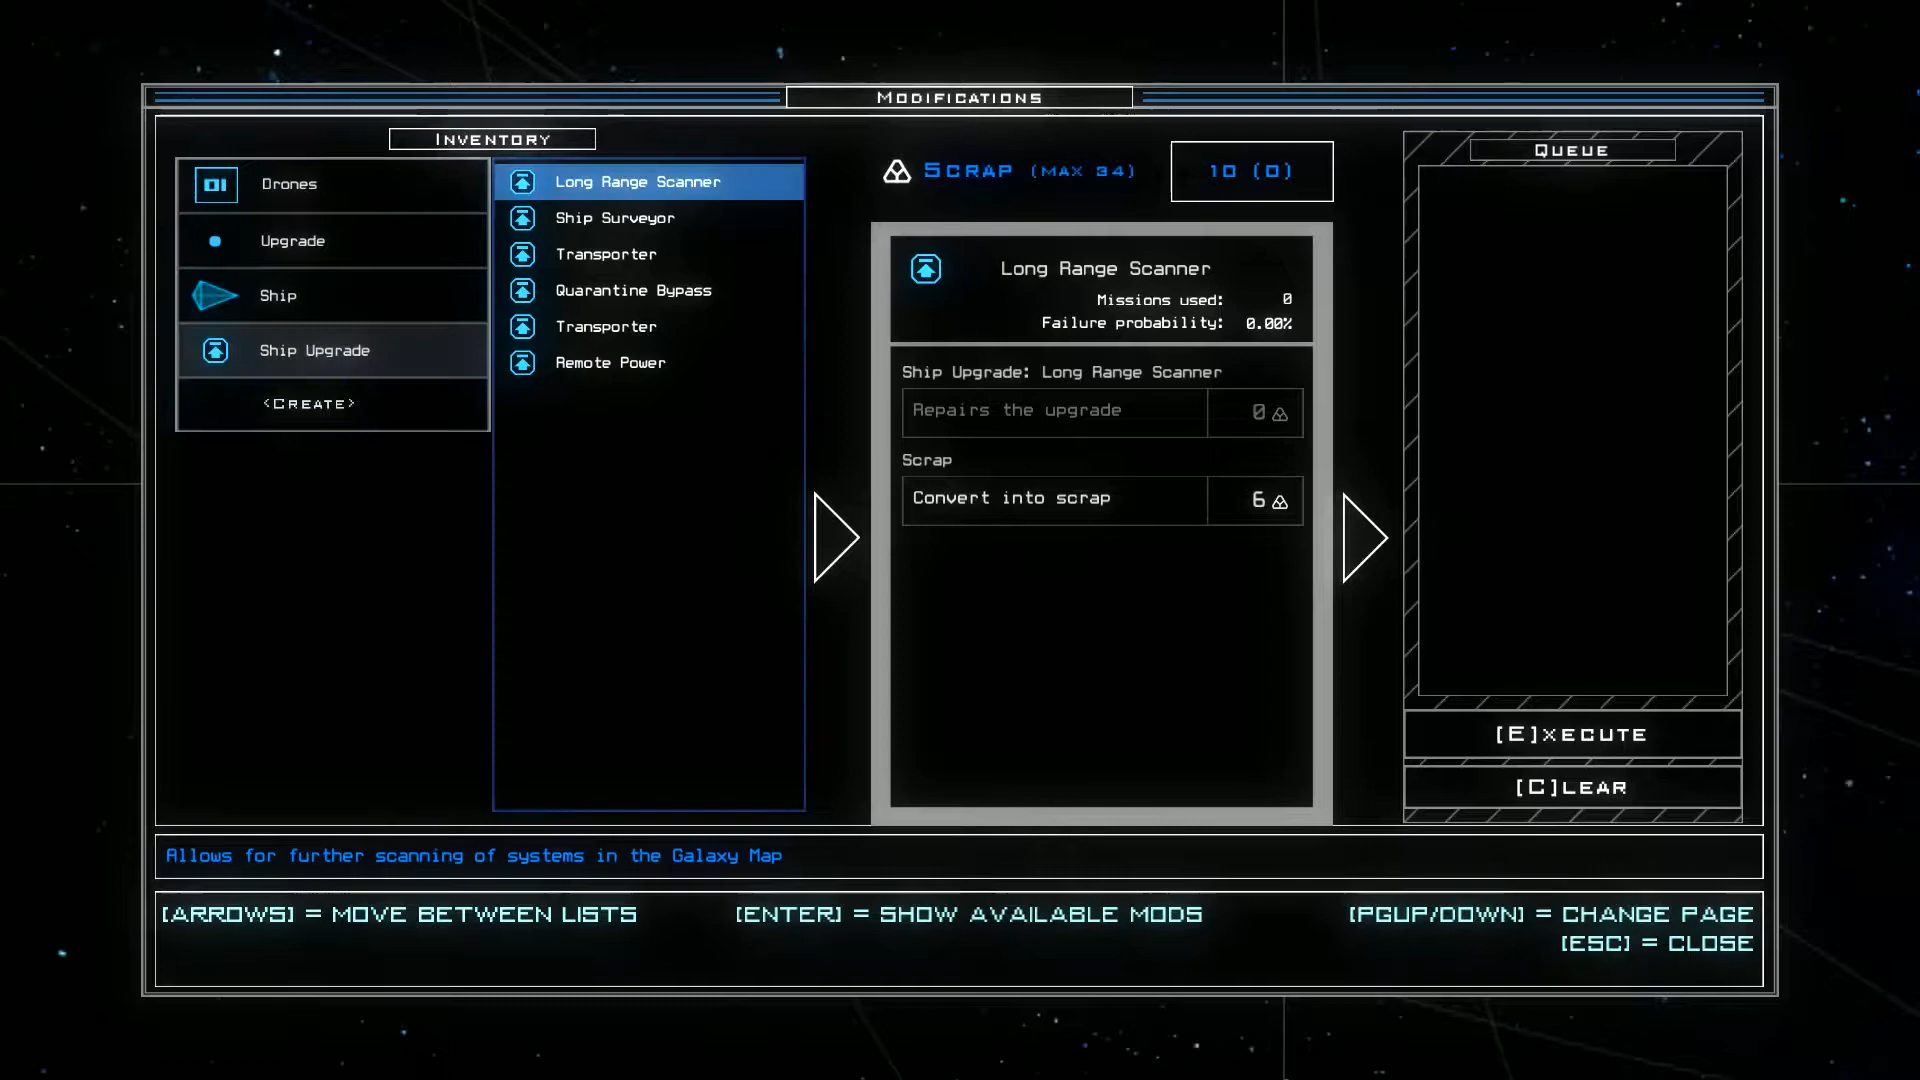 Modifications
Inventory
Drones
Upgrade
Ship
Ship Upgrade
<Create>
Long Range Scanner
Ship Surveyor
Transporter
Quarantine Bypass
Transporter
Remote Power
Scrap (max 34)
10 (0)
Long Range Scanner
Missions used: 0
Failure probability: 0.00%
Ship Upgrade: Long Range Scanner
Repairs the upgrade 0
Scrap
Convert into scrap 6
Queue
[E]xecute
[C]lear
Allows for further scanning of systems in the Galaxy Map
[ARROWS] = MOVE BETWEEN LISTS
[ENTER] = SHOW AVAILABLE MODS
[PGUP/DOWN] = CHANGE PAGE
[ESC] = CLOSE